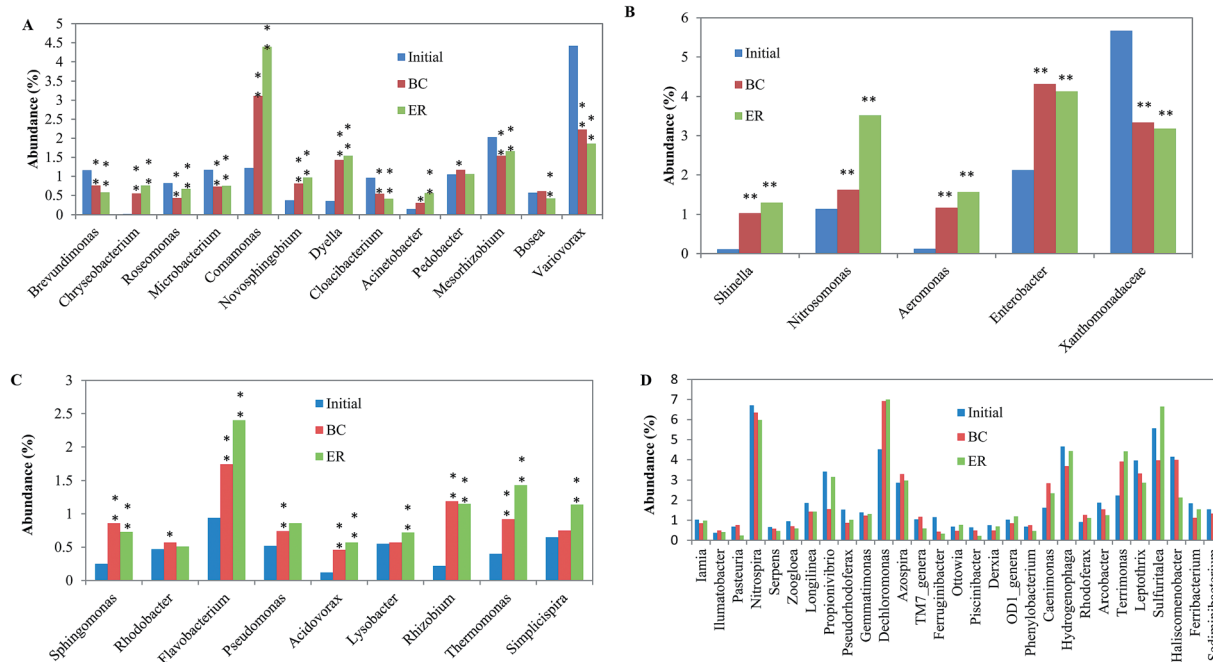 A
Abundance (%)
5
4.5
4
3.5
3
2.5
2
1.5
1
0.5
0
Initial
BC
ER
* * * * * * * * * * * * * * * * * * * * * * * * * * * * * * * * * * * * * * * * * *
Brevundimonas
Chryseobacterium
Roseomonas
Microbacterium
Comamonas
Novosphingobium
Dyella
Cloacibacterium
Acinetobacter
Pedobacter
Mesorhizobium
Bosea
Variovorax
B
Abundance (%)
6
5
4
3
2
1
0
Initial
BC
ER
** ** ** ** ** ** ** ** ** **
Shinella
Nitrosomonas
Aeromonas
Enterobacter
Xanthomonadaceae
C
Abundance (%)
3
2.5
2
1.5
1
0.5
0
Initial
BC
ER
* * * * * * * * * * * * * * * * * * * * * * * * * *
Sphingomonas
Rhodobacter
Flavobacterium
Pseudomonas
Acidovorax
Lysobacter
Rhizobium
Thermomonas
Simplicispira
D
Abundance (%)
8
7
6
5
4
3
2
1
0
Initial
BC
ER
Iamia
Ilumatobacter
Pasteuria
Nitrospira
Serpens
Zoogloea
Longilinea
Propionivibrio
Pseudorhodoferax
Gemmatimonas
Dechloromonas
Azospira
TM7_genera
Ferruginibacter
Ottowia
Piscinibacter
Derxia
OD1_genera
Phenylobacterium
Caenimonas
Hydrogenophaga
Rhodoferax
Arcobacter
Terrimonas
Leptothrix
Sulfuritalea
Haliscomenobacter
Ferribacterium
Sediminibacterium